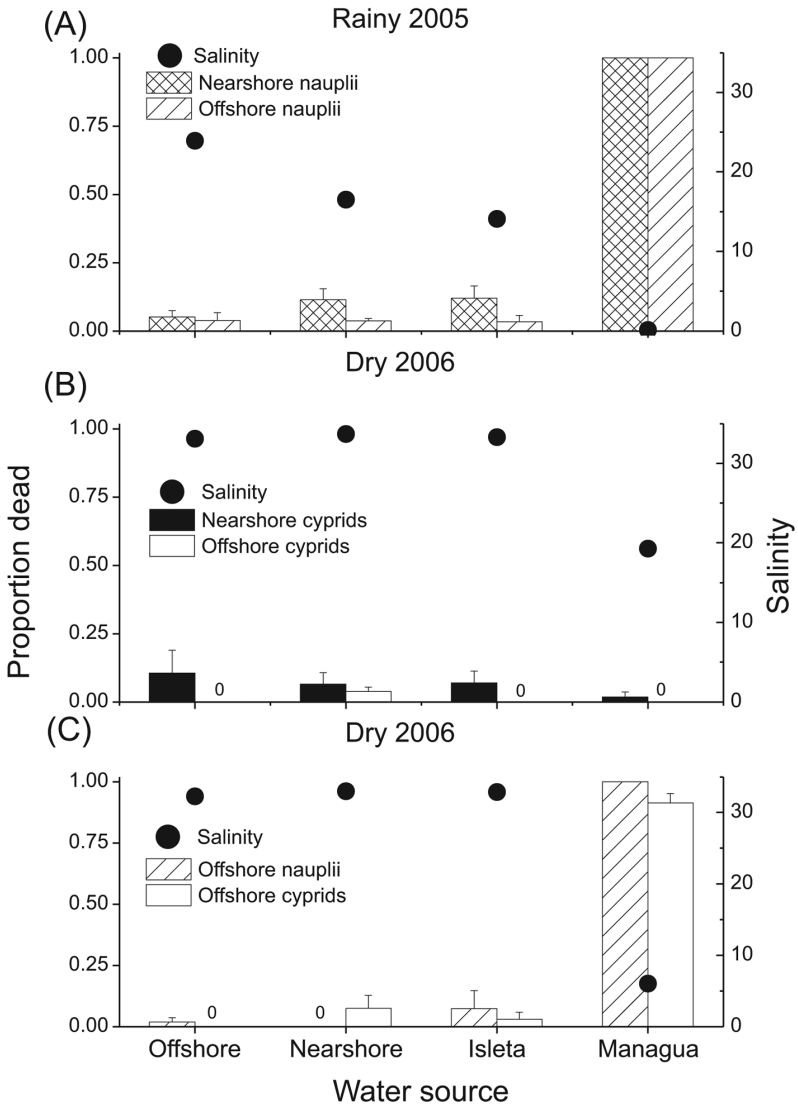 (A)
Rainy 2005
Salinity
Nearshore nauplii
Offshore nauplii
1.00
0.75
0.50
0.25
0.00
30
20
10
0
(B)
Dry 2006
Salinity
Nearshore cyprids
Offshore cyprids
1.00
0.75
0.50
0.25
0.00
0
0
0
30
20
10
0
Proportion dead
Salinity
(C)
Dry 2006
Salinity
Offshore nauplii
Offshore cyprids
1.00
0.75
0.50
0.25
0.00
0
0
30
20
10
0
Offshore Nearshore Isleta Managua
Water source